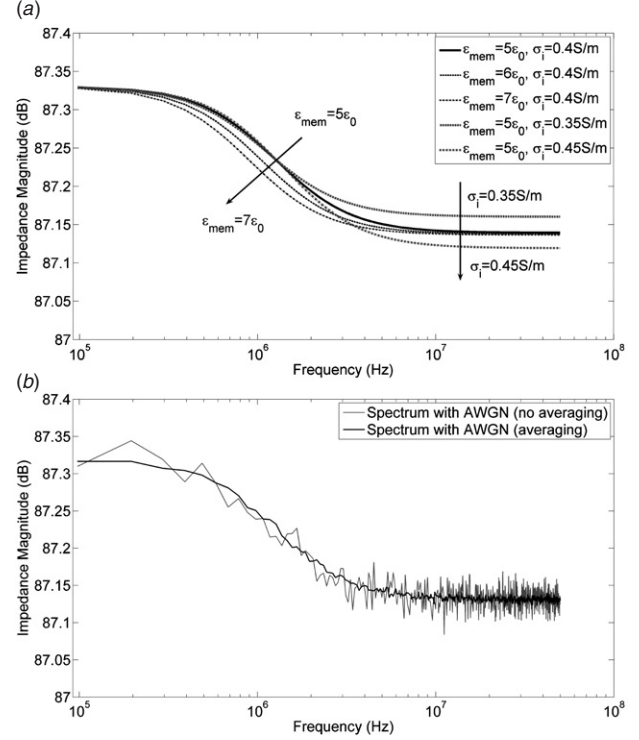 (a)
87.4
87.35
87.3
87.25
87.2
87.15
87.1
87.05
87
Impedance Magnitude (dB)
ε_mem=5ε_0, σ_i=0.4S/m
ε_mem=6ε_0, σ_i=0.4S/m
ε_mem=7ε_0, σ_i=0.4S/m
ε_mem=5ε_0, σ_i=0.35S/m
ε_mem=5ε_0, σ_i=0.45S/m
ε_mem=5ε_0
ε_mem=7ε_0
σ_i=0.35S/m
σ_i=0.45S/m
10^5 10^6 10^7 10^8
Frequency (Hz)
(b)
87.4
87.35
87.3
87.25
87.2
87.15
87.1
87.05
87
Impedance Magnitude (dB)
Spectrum with AWGN (no averaging)
Spectrum with AWGN (averaging)
10^5 10^6 10^7 10^8
Frequency (Hz)